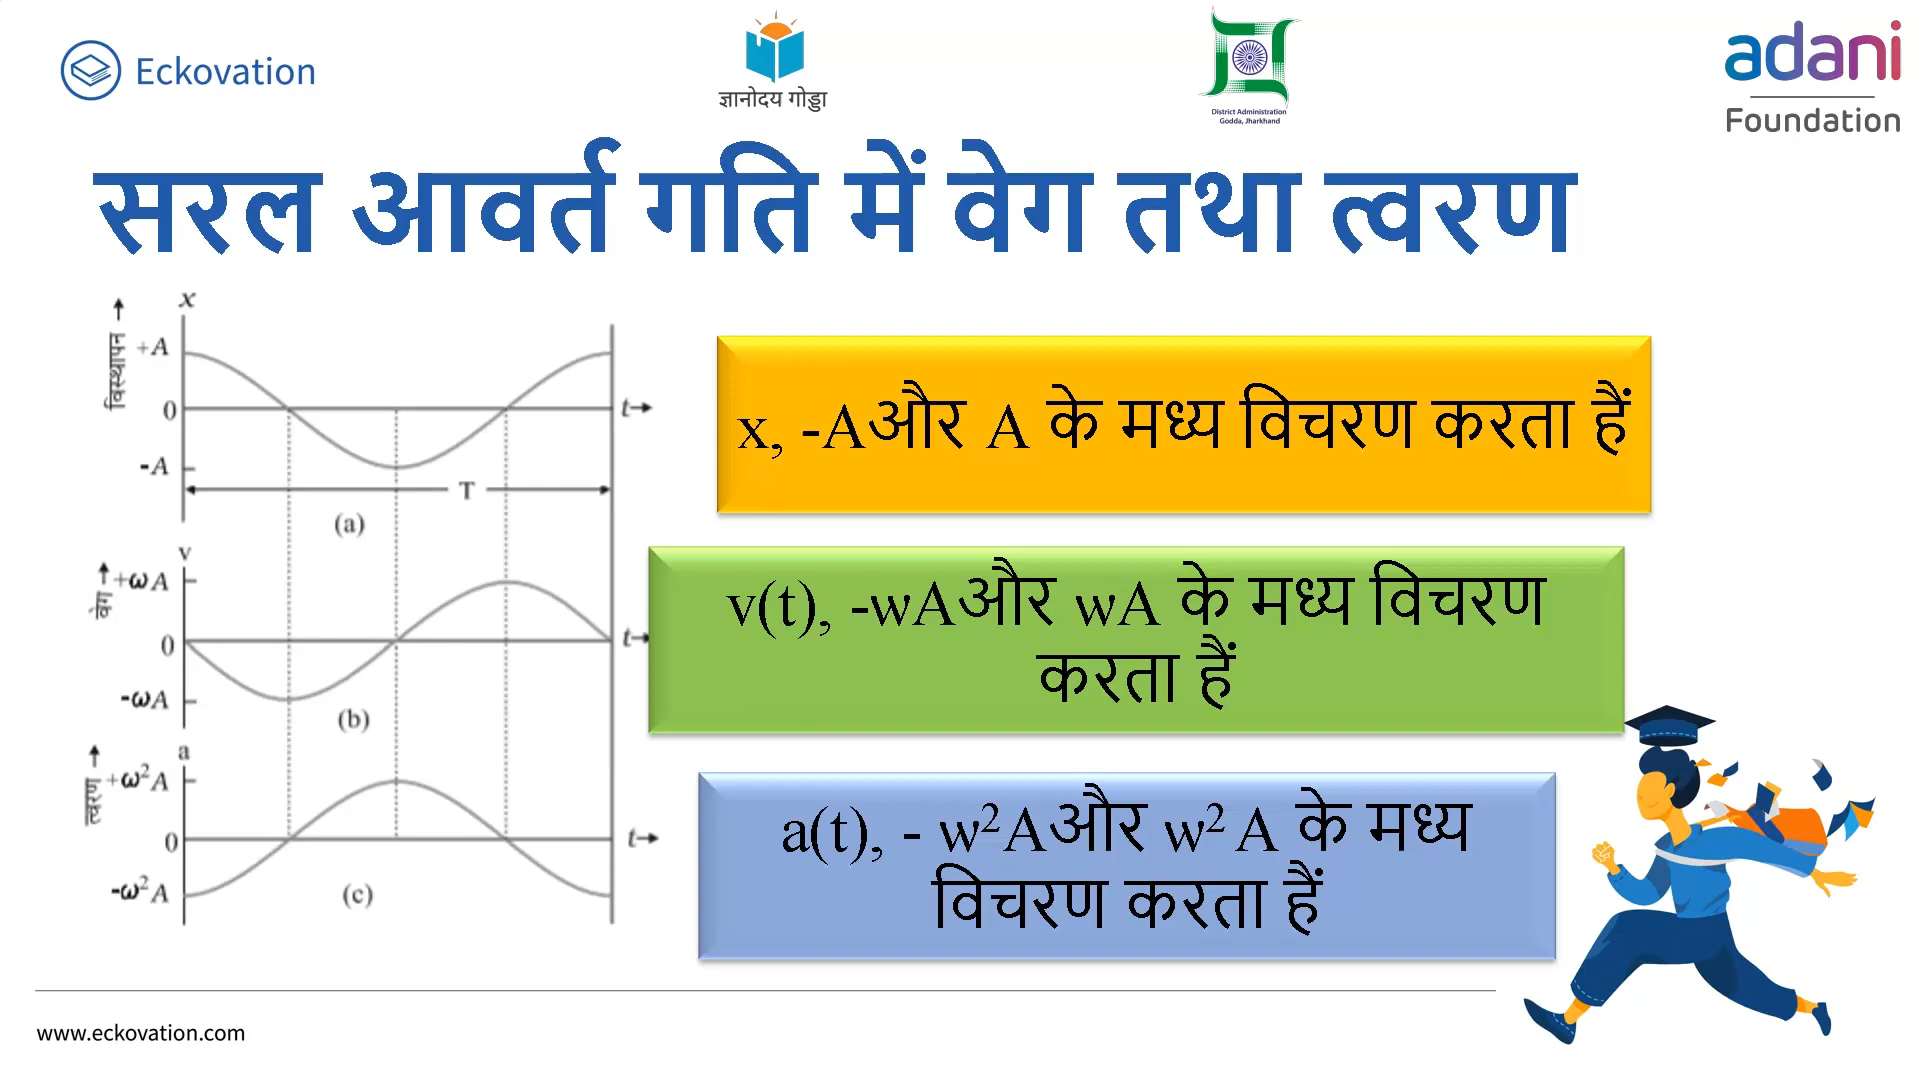 Eckovation
ज्ञानोदय गोड्डा
District Administration
Godda, Jharkhand
adani
Foundation
सरल आवर्त गति में वेग तथा त्वरण
x
विस्थापन →
+A
0
-A
t→
T
(a)
v
वेग →
+ωA
0
-ωA
t→
(b)
a
त्वरण →
+ω²A
0
-ω²A
t→
(c)
x, -Aऔर A के मध्य विचरण करता हैं
v(t), -wAऔर wA के मध्य विचरण
करता हैं
a(t), - w²Aऔर w² A के मध्य
विचरण करता हैं
www.eckovation.com